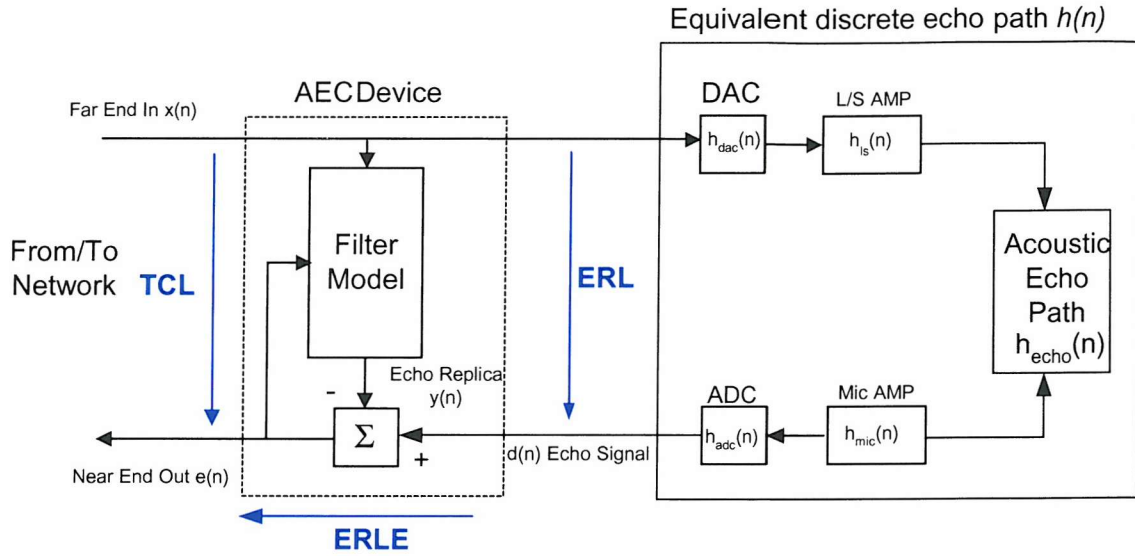 Equivalent discrete echo path h(n)
AEC Device
DAC
L/S AMP
Far End In x(n)
h_dac(n)
h_ls(n)
From/To
Network
TCL
Filter
Model
ERL
Acoustic
Echo
Path
h_echo(n)
Echo Replica
y(n)
-
ADC
Mic AMP
Σ
+
h_adc(n)
h_mic(n)
d(n) Echo Signal
Near End Out e(n)
ERLE